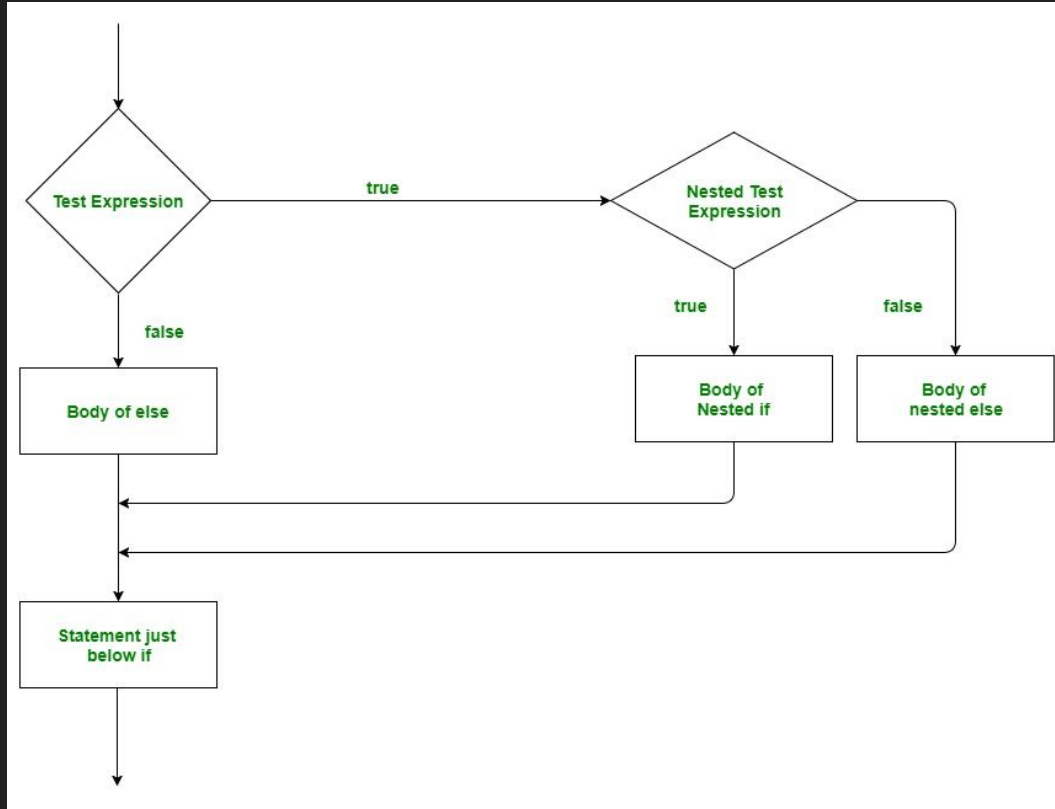 Test Expression
true
Nested Test
Expression
false
true
false
Body of else
Body of
Nested if
Body of
nested else
Statement just
below if